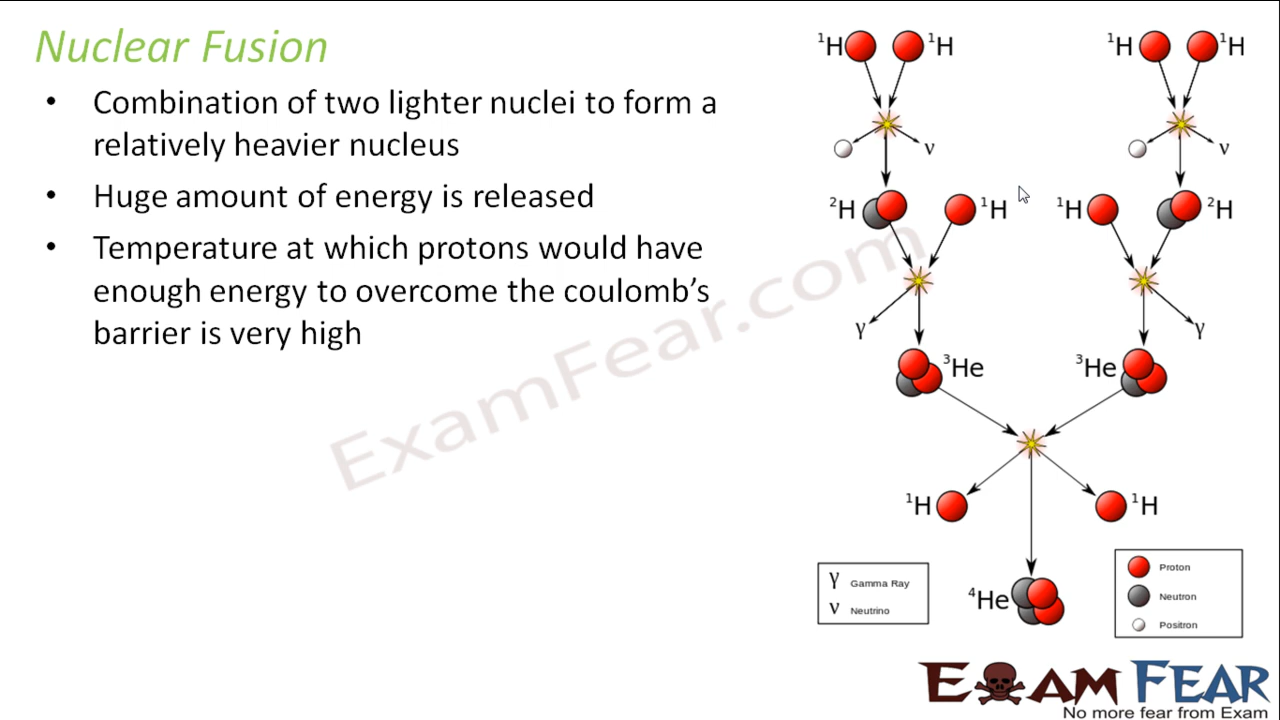 Nuclear Fusion
• Combination of two lighter nuclei to form a
relatively heavier nucleus
• Huge amount of energy is released
• Temperature at which protons would have
enough energy to overcome the coulomb's
barrier is very high
¹H ¹H ¹H ¹H
ν ν
²H ¹H ¹H ²H
γ γ
³He ³He
¹H ¹H
⁴He
γ Gamma Ray
ν Neutrino
Proton
Neutron
Positron
ExamFear.com
EXAM FEAR
No more fear from Exam